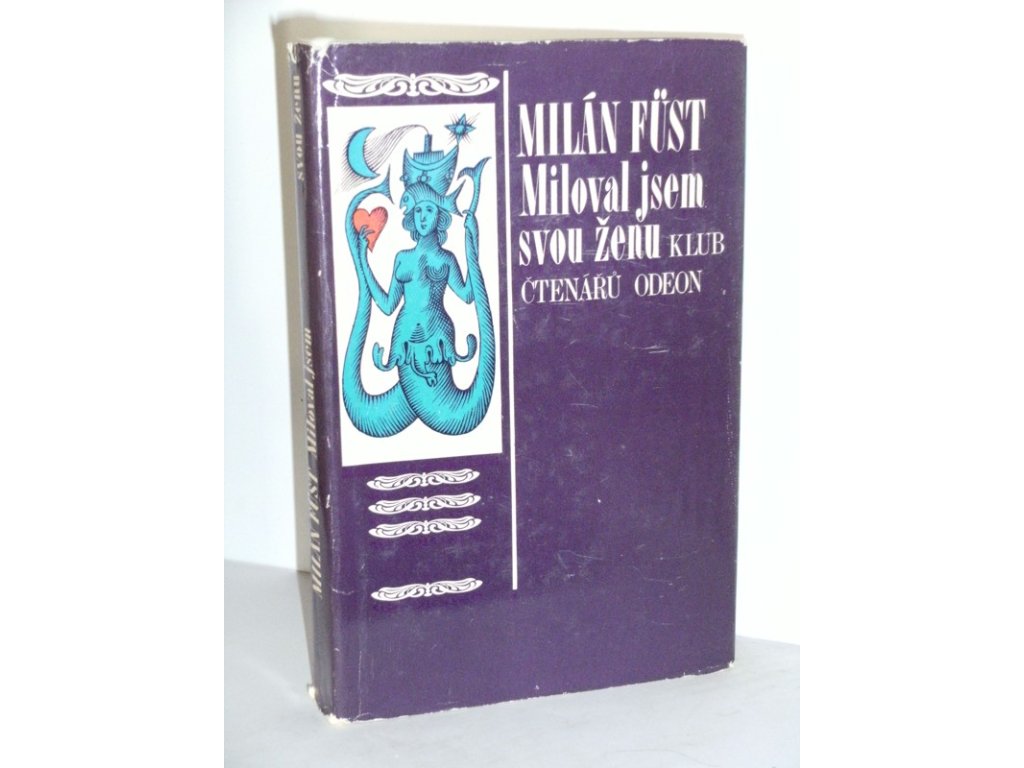 MILÁN FÜST
Miloval jsem
svou ženu KLUB
ČTENÁŘŮ ODEON
MILÁN FÜST Miloval jsem svou ženu